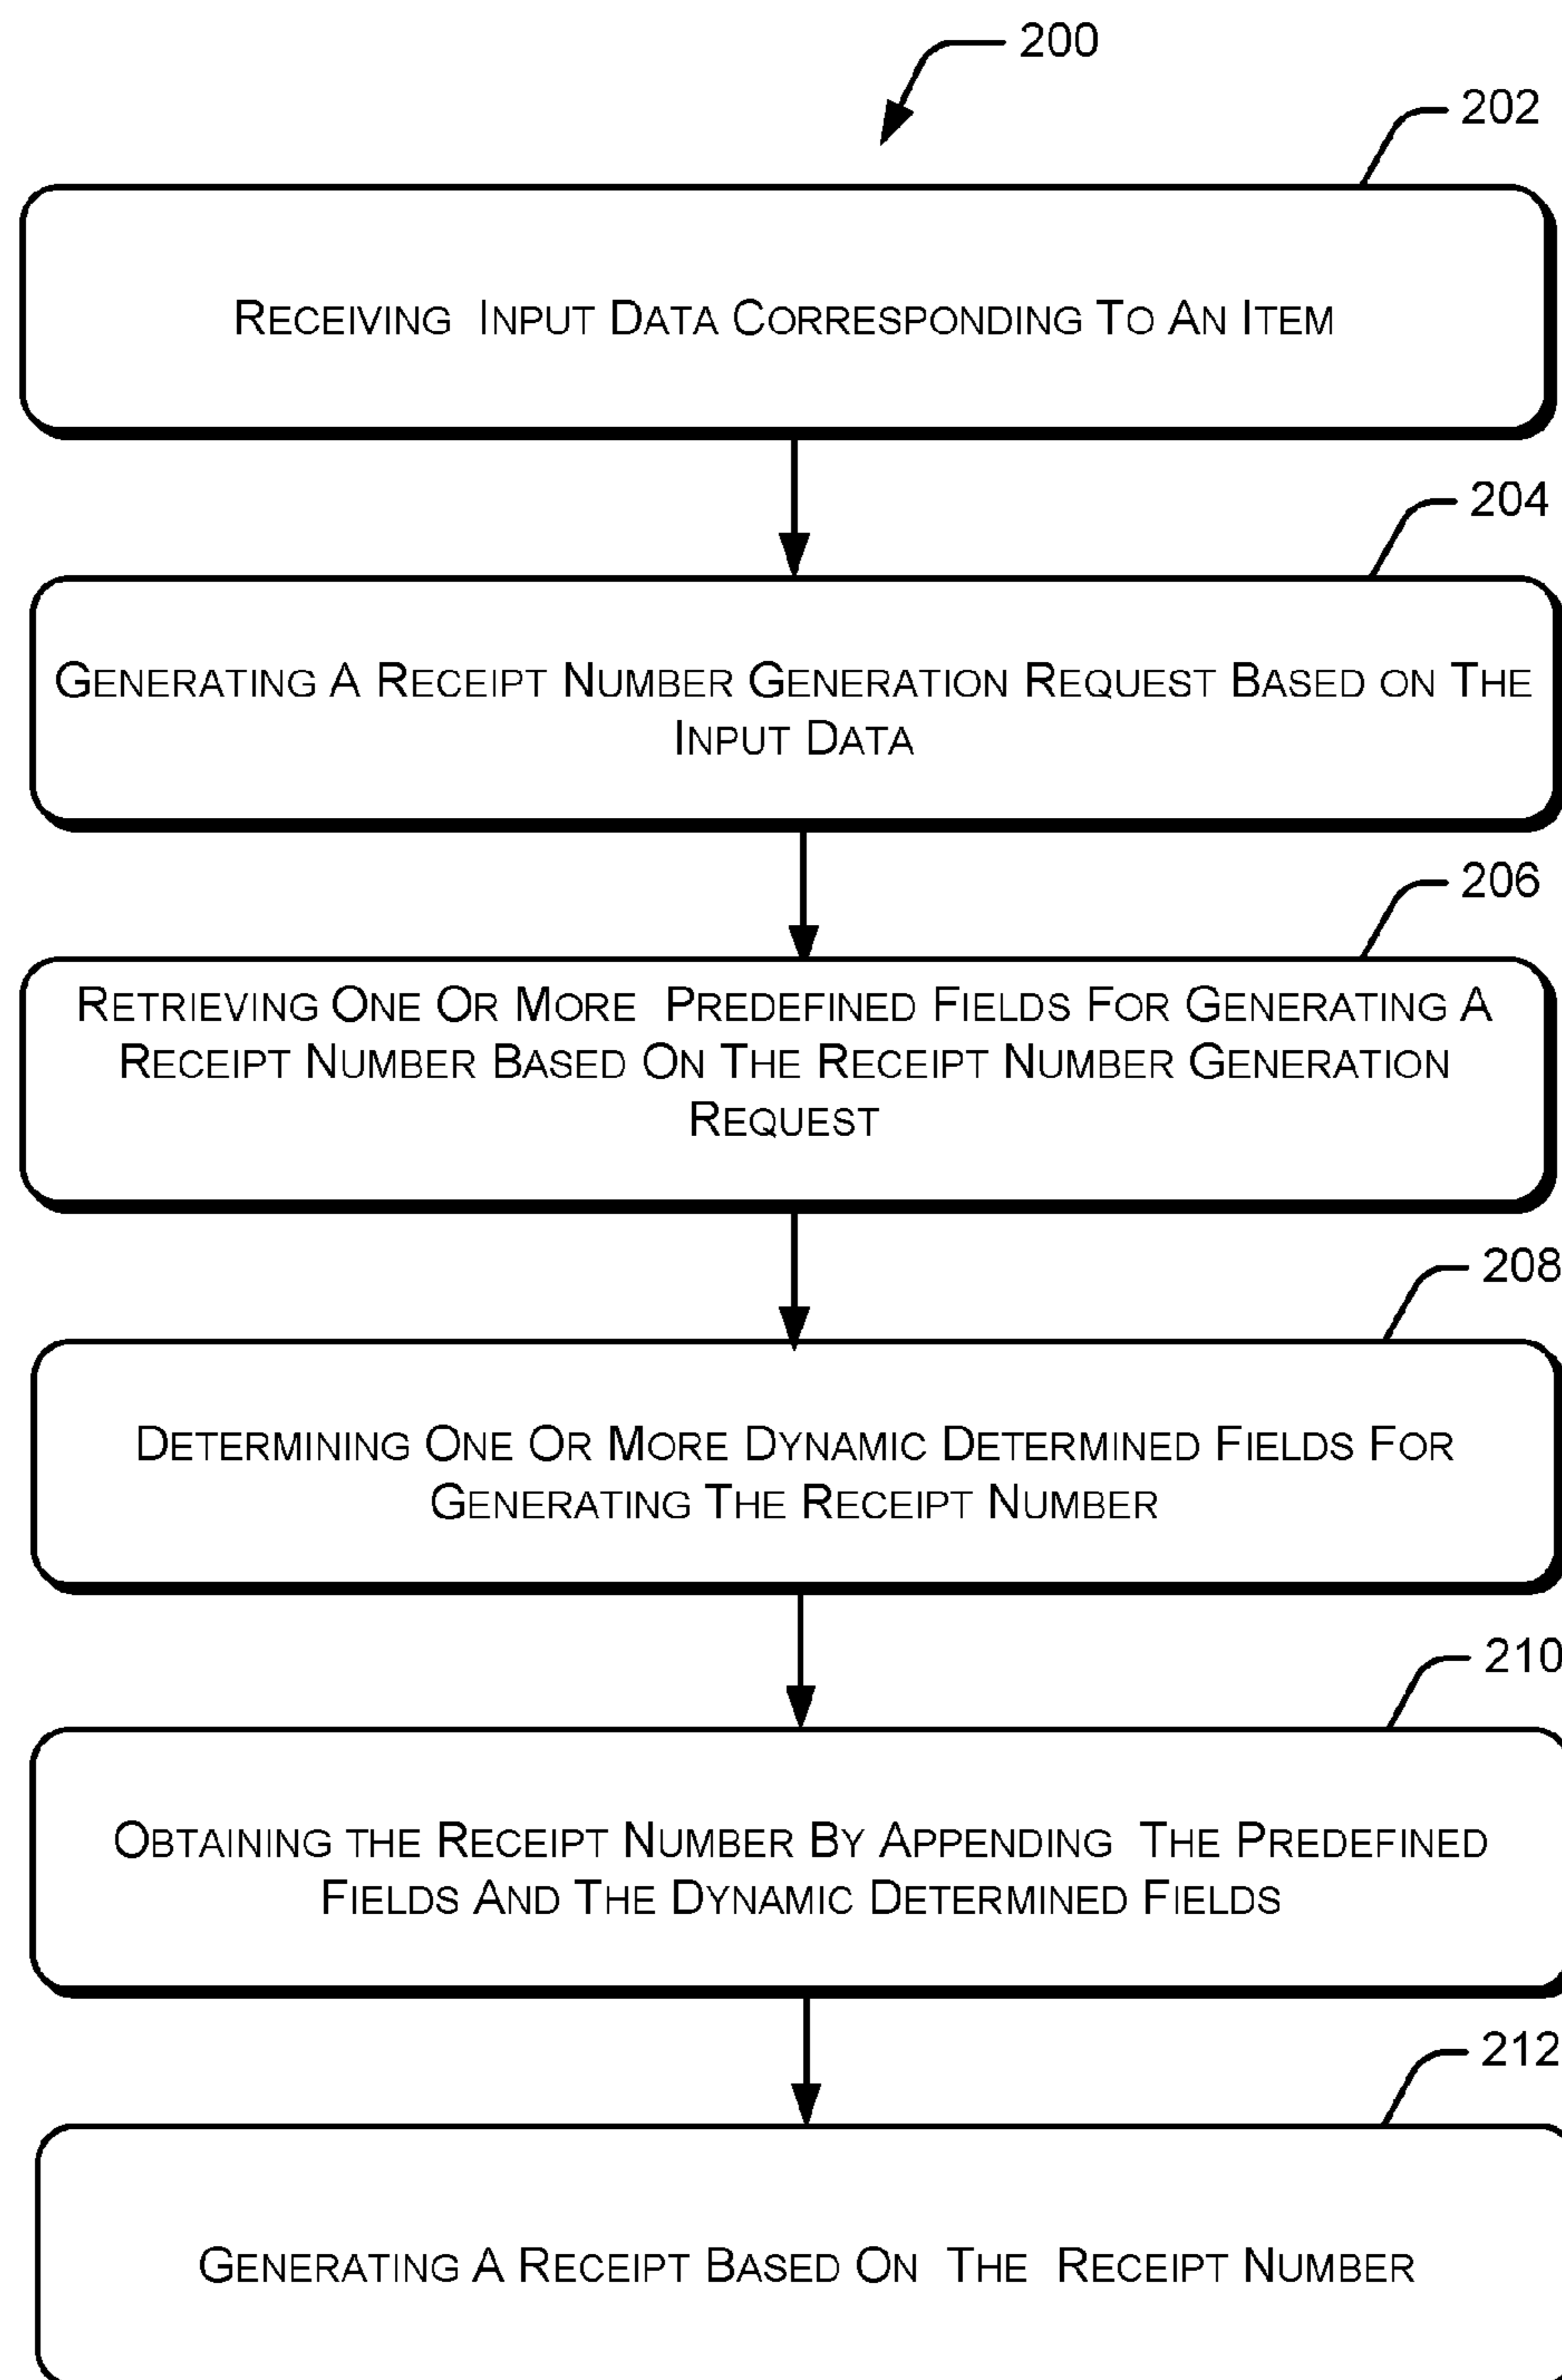 200
202
RECEIVING INPUT DATA CORRESPONDING TO AN ITEM
204
GENERATING A RECEIPT NUMBER GENERATION REQUEST BASED ON THE
INPUT DATA
206
RETRIEVING ONE OR MORE PREDEFINED FIELDS FOR GENERATING A
RECEIPT NUMBER BASED ON THE RECEIPT NUMBER GENERATION
REQUEST
208
DETERMINING ONE OR MORE DYNAMIC DETERMINED FIELDS FOR
GENERATING THE RECEIPT NUMBER
210
OBTAINING THE RECEIPT NUMBER BY APPENDING THE PREDEFINED
FIELDS AND THE DYNAMIC DETERMINED FIELDS
212
GENERATING A RECEIPT BASED ON THE RECEIPT NUMBER